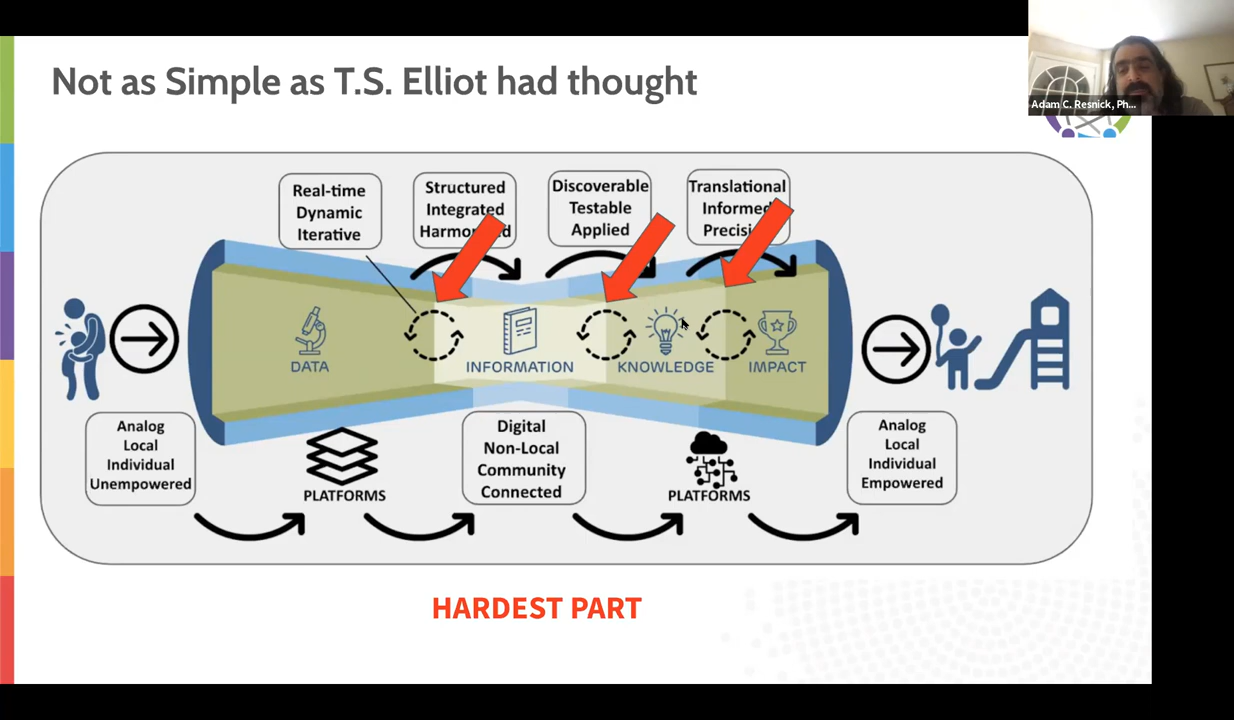 Not as Simple as T.S. Elliot had thought
Adam C. Resnick, Ph...
Real-time
Dynamic
Iterative
Structured
Integrated
Discoverable
Testable
Applied
Translational
Informed
DATA
INFORMATION
KNOWLEDGE
IMPACT
Analog
Local
Individual
Unempowered
PLATFORMS
Digital
Non-Local
Community
Connected
PLATFORMS
Analog
Local
Individual
Empowered
HARDEST PART